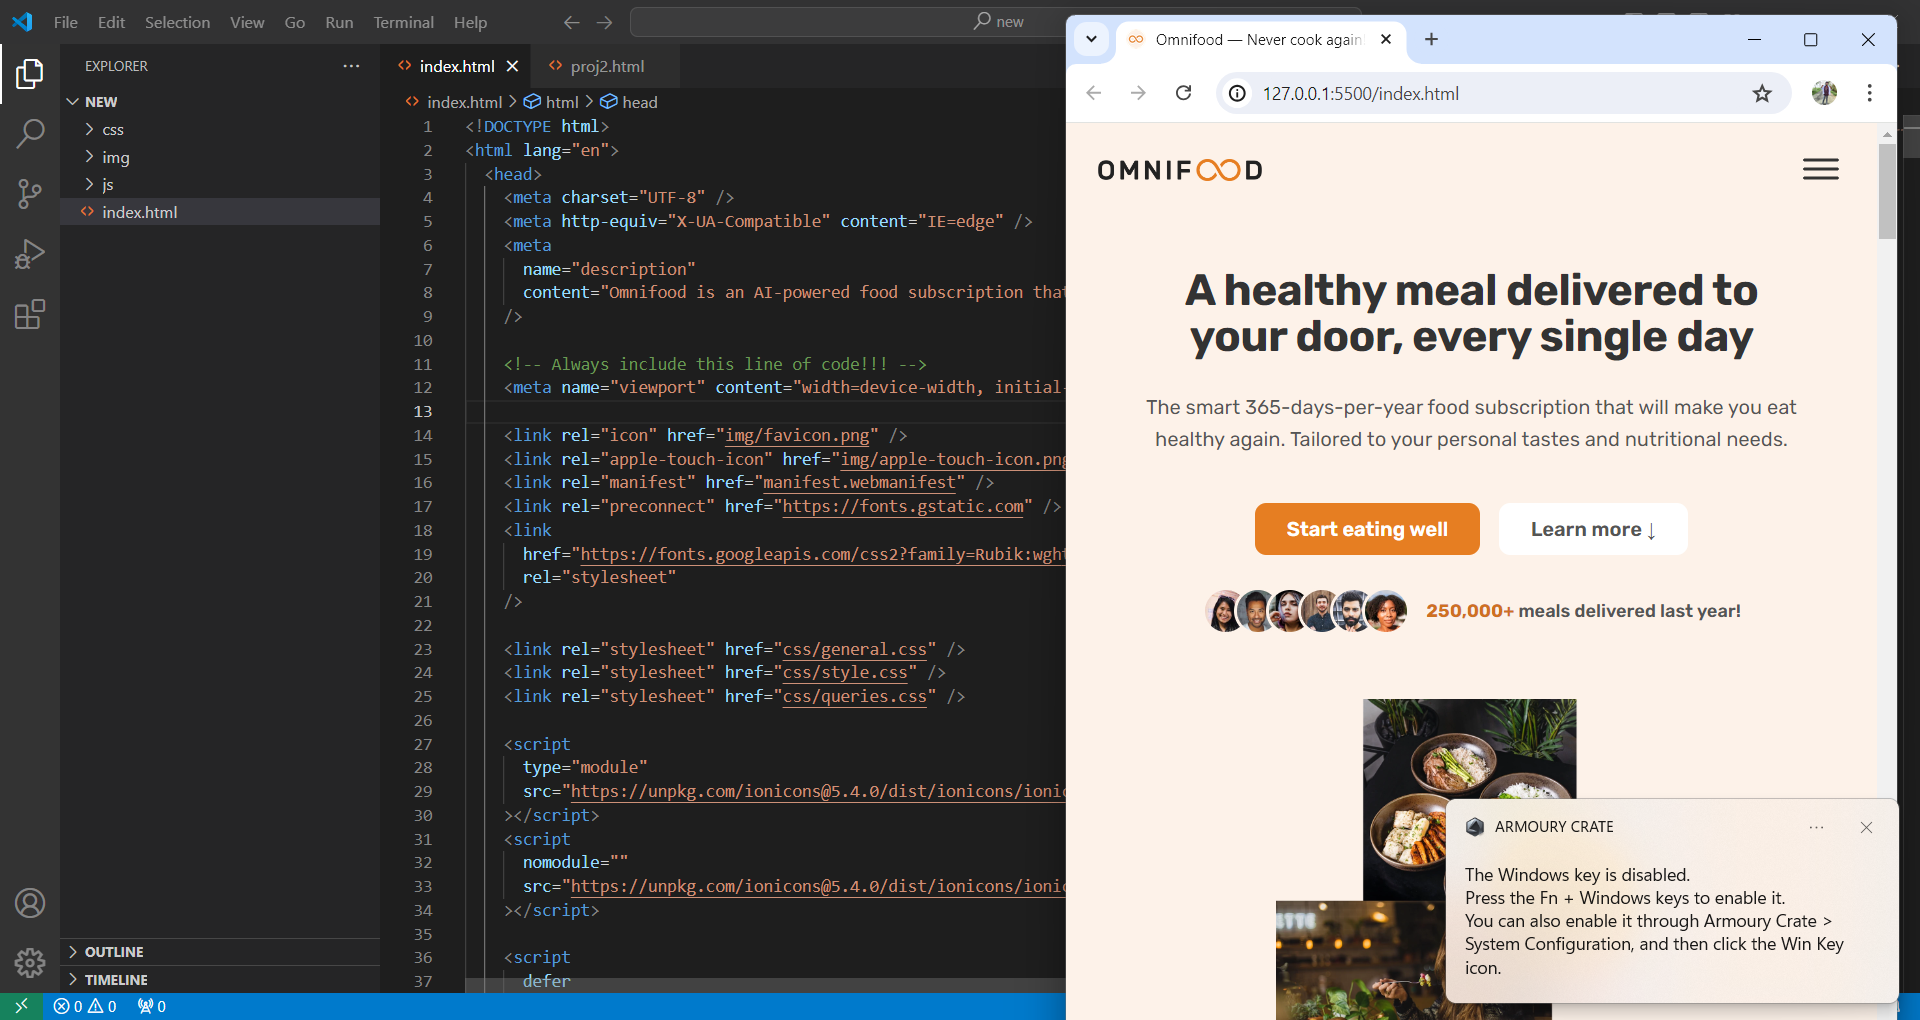 File Edit Selection View Go Run Terminal Help
new
EXPLORER
NEW
css
img
js
index.html
OUTLINE
TIMELINE
0 0 0
index.html
proj2.html
index.html > html > head
1 <!DOCTYPE html>
2 <html lang="en">
3 <head>
4 <meta charset="UTF-8" />
5 <meta http-equiv="X-UA-Compatible" content="IE=edge" />
6 <meta
7 name="description"
8 content="Omnifood is an AI-powered food subscription that
9 />
10
11 <!-- Always include this line of code!!! -->
12 <meta name="viewport" content="width=device-width, initial-
13
14 <link rel="icon" href="img/favicon.png" />
15 <link rel="apple-touch-icon" href="img/apple-touch-icon.png
16 <link rel="manifest" href="manifest.webmanifest" />
17 <link rel="preconnect" href="https://fonts.gstatic.com" />
18 <link
19 href="https://fonts.googleapis.com/css2?family=Rubik:wght
20 rel="stylesheet"
21 />
22
23 <link rel="stylesheet" href="css/general.css" />
24 <link rel="stylesheet" href="css/style.css" />
25 <link rel="stylesheet" href="css/queries.css" />
26
27 <script
28 type="module"
29 src="https://unpkg.com/ionicons@5.4.0/dist/ionicons/ionic
30 ></script>
31 <script
32 nomodule=""
33 src="https://unpkg.com/ionicons@5.4.0/dist/ionicons/ionic
34 ></script>
35
36 <script
37 defer
Omnifood — Never cook again
127.0.0.1:5500/index.html
OMNIFOOD
A healthy meal delivered to
your door, every single day
The smart 365-days-per-year food subscription that will make you eat
healthy again. Tailored to your personal tastes and nutritional needs.
Start eating well
Learn more ↓
250,000+ meals delivered last year!
ARMOURY CRATE
The Windows key is disabled.
Press the Fn + Windows keys to enable it.
You can also enable it through Armoury Crate >
System Configuration, and then click the Win Key
icon.